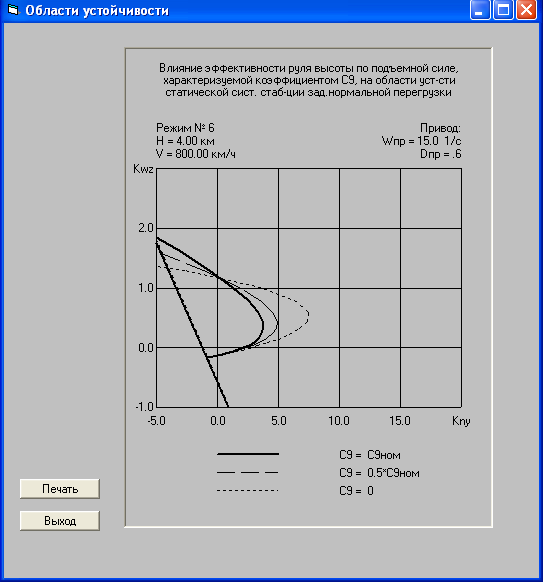 Области устойчивости
Влияние эффективности руля высоты по подъемной силе,
характеризуемой коэффициентом С9, на области уст-сти
статической сист. стаб-ции зад.нормальной перегрузки
Режим № 6
H = 4.00 км
V = 800.00 км/ч
Привод:
Wпр = 15.0 1/с
Dпр = .6
Kwz
2.0
1.0
0.0
-1.0
-5.0 0.0 5.0 10.0 15.0 Kny
C9 = C9ном
C9 = 0.5*C9ном
C9 = 0
Печать
Выход